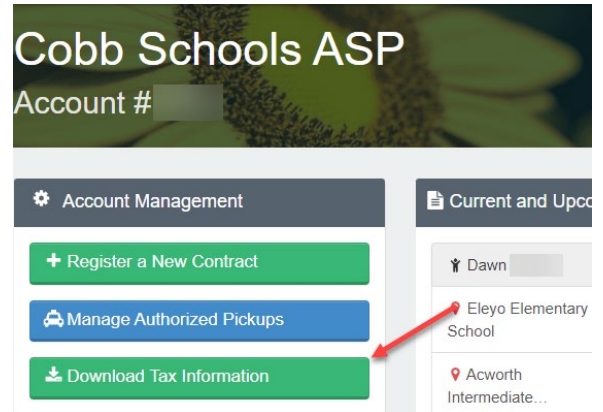 Cobb Schools ASP
Account #
Account Management
Register a New Contract
Manage Authorized Pickups
Download Tax Information
Current and Upco
Dawn
Eleyo Elementary
School
Acworth
Intermediate…